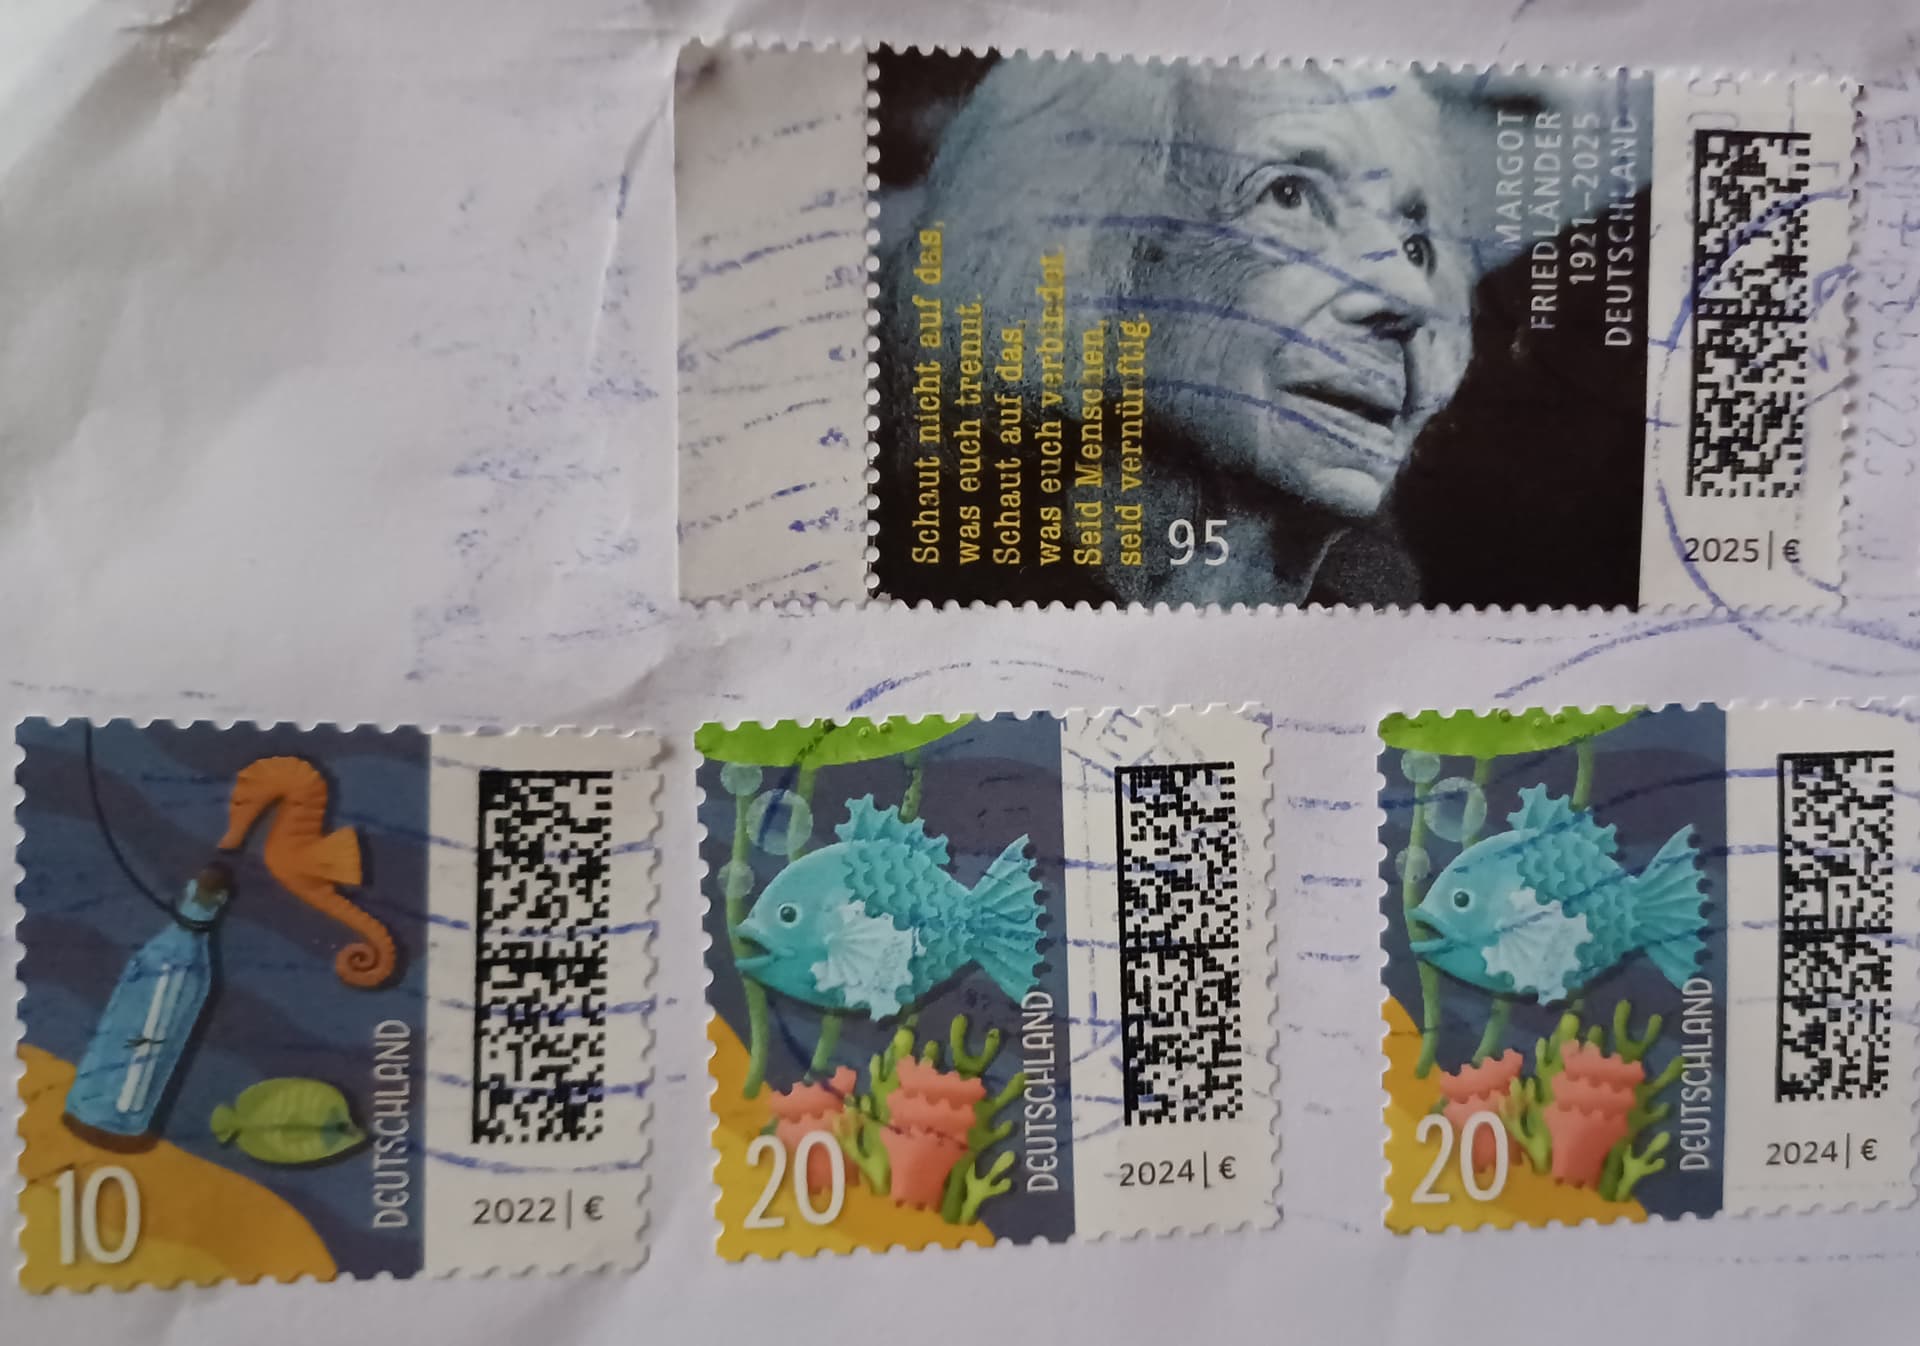 MARGOT
FRIEDLÄNDER
1921–2025
DEUTSCHLAND
Schaut nicht auf das,
was euch trennt.
Schaut auf das,
was euch verbindet.
Seid Menschen,
seid vernünftig.
95
2025|€
10
DEUTSCHLAND
2022|€
20
DEUTSCHLAND
2024|€
20
DEUTSCHLAND
2024|€